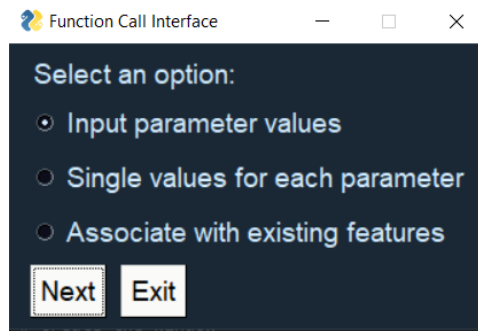 Function Call Interface
Select an option:
Input parameter values
Single values for each parameter
Associate with existing features
Next Exit